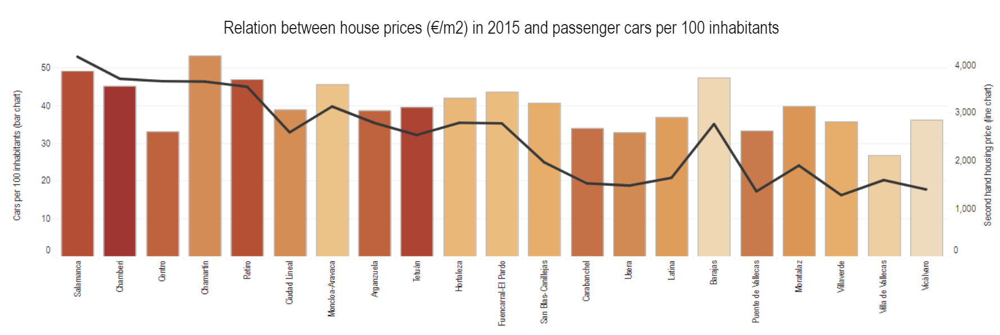 Relation between house prices (€/m2) in 2015 and passenger cars per 100 inhabitants
Cars per 100 inhabitants (bar chart)
50
40
30
20
10
0
4,000
3,000
2,000
1,000
0
Second hand housing price (line chart)
Salamanca
Chamberí
Centro
Chamartín
Retiro
Ciudad Lineal
Moncloa-Aravaca
Arganzuela
Tetuán
Hortaleza
Fuencarral-El Pardo
San Blas-Canillejas
Carabanchel
Usera
Latina
Barajas
Puente de Vallecas
Moratalaz
Villaverde
Villa de Vallecas
Vicálvaro